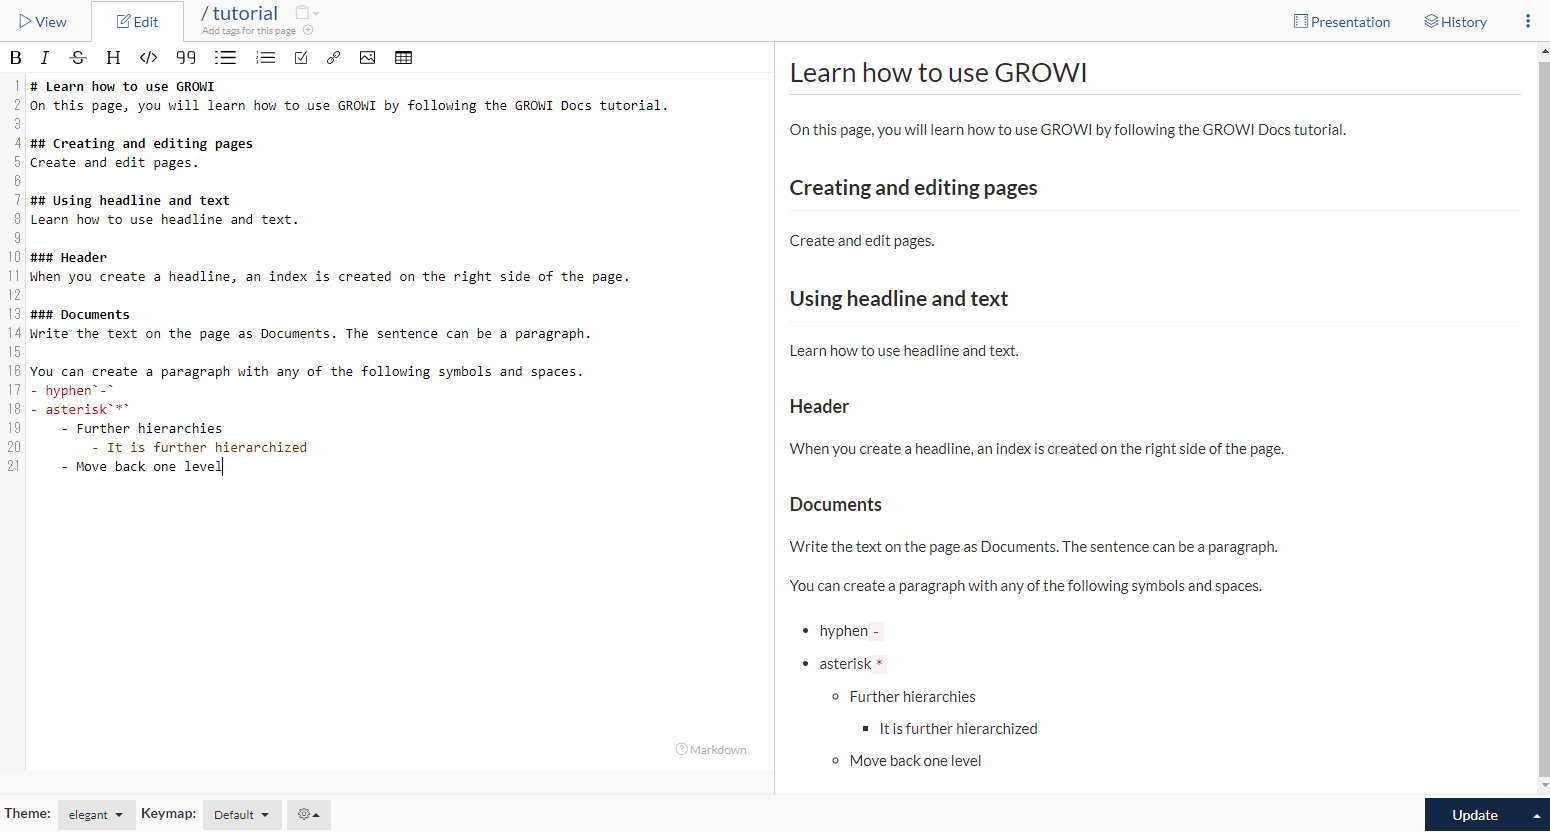 View
Edit
/ tutorial
Add tags for this page
Presentation
History
B I S H </> 99
1 # Learn how to use GROWI
2 On this page, you will learn how to use GROWI by following the GROWI Docs tutorial.
3
4 ## Creating and editing pages
5 Create and edit pages.
6
7 ## Using headline and text
8 Learn how to use headline and text.
9
10 ### Header
11 When you create a headline, an index is created on the right side of the page.
12
13 ### Documents
14 Write the text on the page as Documents. The sentence can be a paragraph.
15
16 You can create a paragraph with any of the following symbols and spaces.
17 - hyphen`-`
18 - asterisk`*`
19     - Further hierarchies
20         - It is further hierarchized
21     - Move back one level
Markdown
Learn how to use GROWI
On this page, you will learn how to use GROWI by following the GROWI Docs tutorial.
Creating and editing pages
Create and edit pages.
Using headline and text
Learn how to use headline and text.
Header
When you create a headline, an index is created on the right side of the page.
Documents
Write the text on the page as Documents. The sentence can be a paragraph.
You can create a paragraph with any of the following symbols and spaces.
• hyphen -
• asterisk *
Further hierarchies
It is further hierarchized
Move back one level
Theme: elegant Keymap: Default
Update